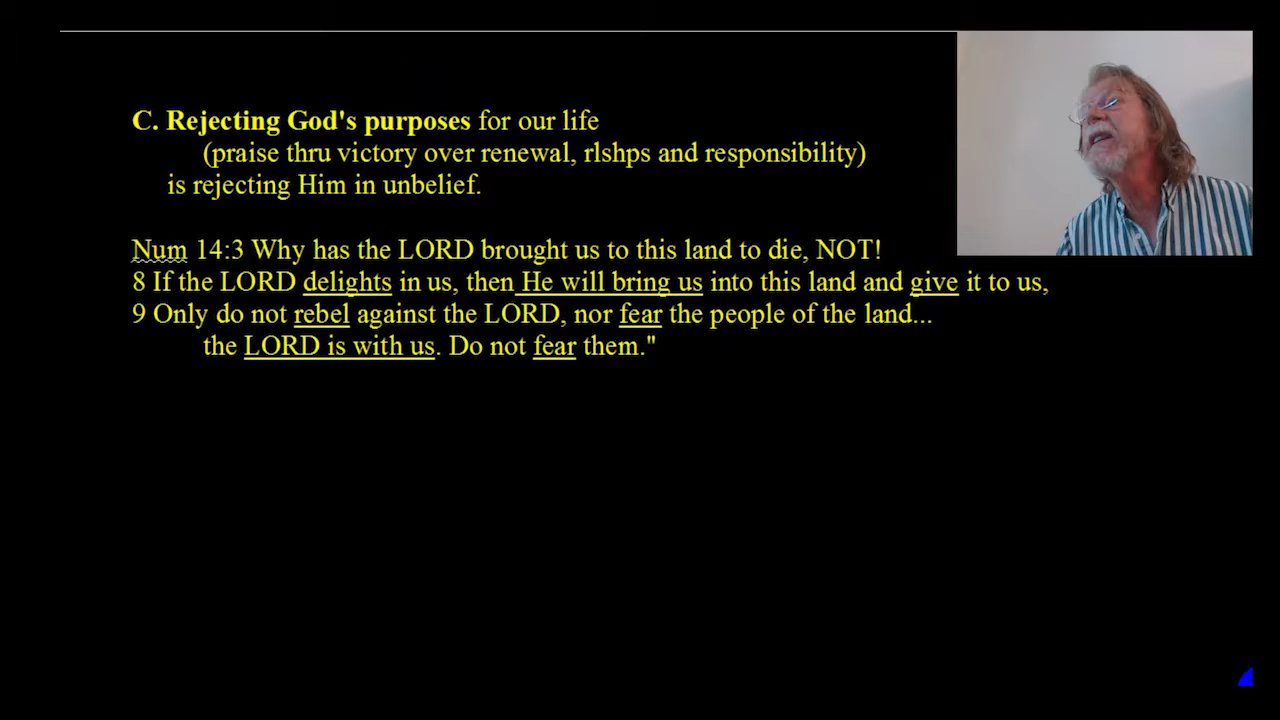 C. Rejecting God's purposes for our life
(praise thru victory over renewal, rlshps and responsibility)
is rejecting Him in unbelief.
Num 14:3 Why has the LORD brought us to this land to die, NOT!
8 If the LORD delights in us, then He will bring us into this land and give it to us,
9 Only do not rebel against the LORD, nor fear the people of the land...
the LORD is with us. Do not fear them."